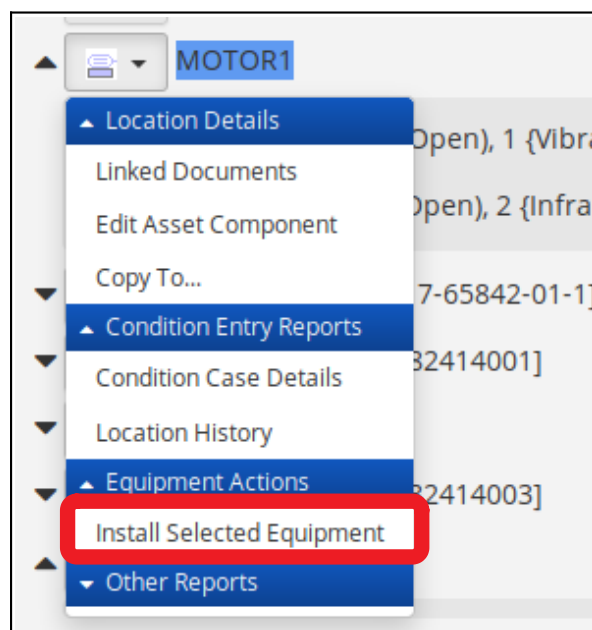 MOTOR1
Location Details
Open), 1 {Vibra
Linked Documents
Open), 2 {Infra
Edit Asset Component
Copy To...
7-65842-01-1]
Condition Entry Reports
32414001]
Condition Case Details
Location History
Equipment Actions
32414003]
Install Selected Equipment
Other Reports